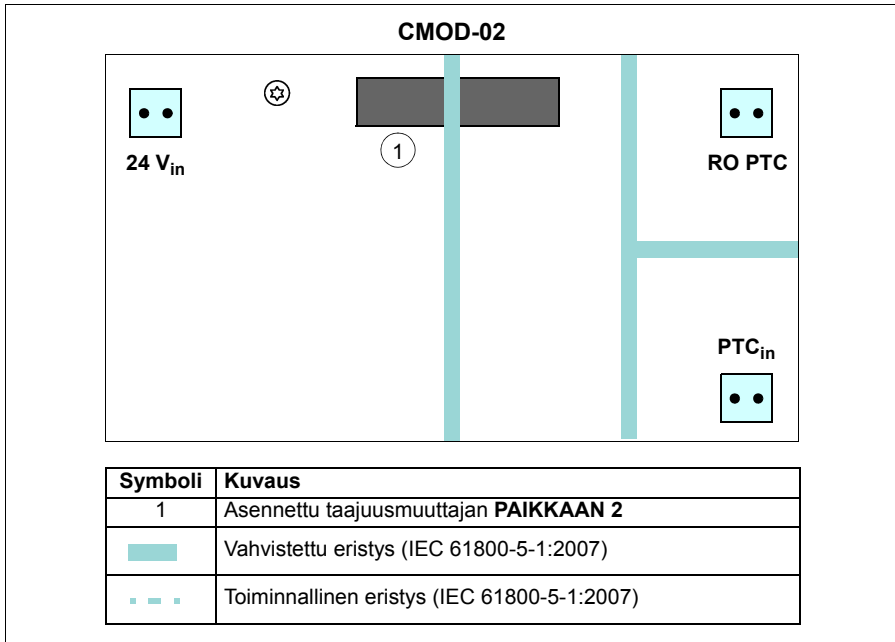 CMOD-02
24 Vin
1
RO PTC
PTCin
Symboli Kuvaus
1 Asennettu taajuusmuuttajan PAIKKAAN 2
Vahvistettu eristys (IEC 61800-5-1:2007)
Toiminnallinen eristys (IEC 61800-5-1:2007)